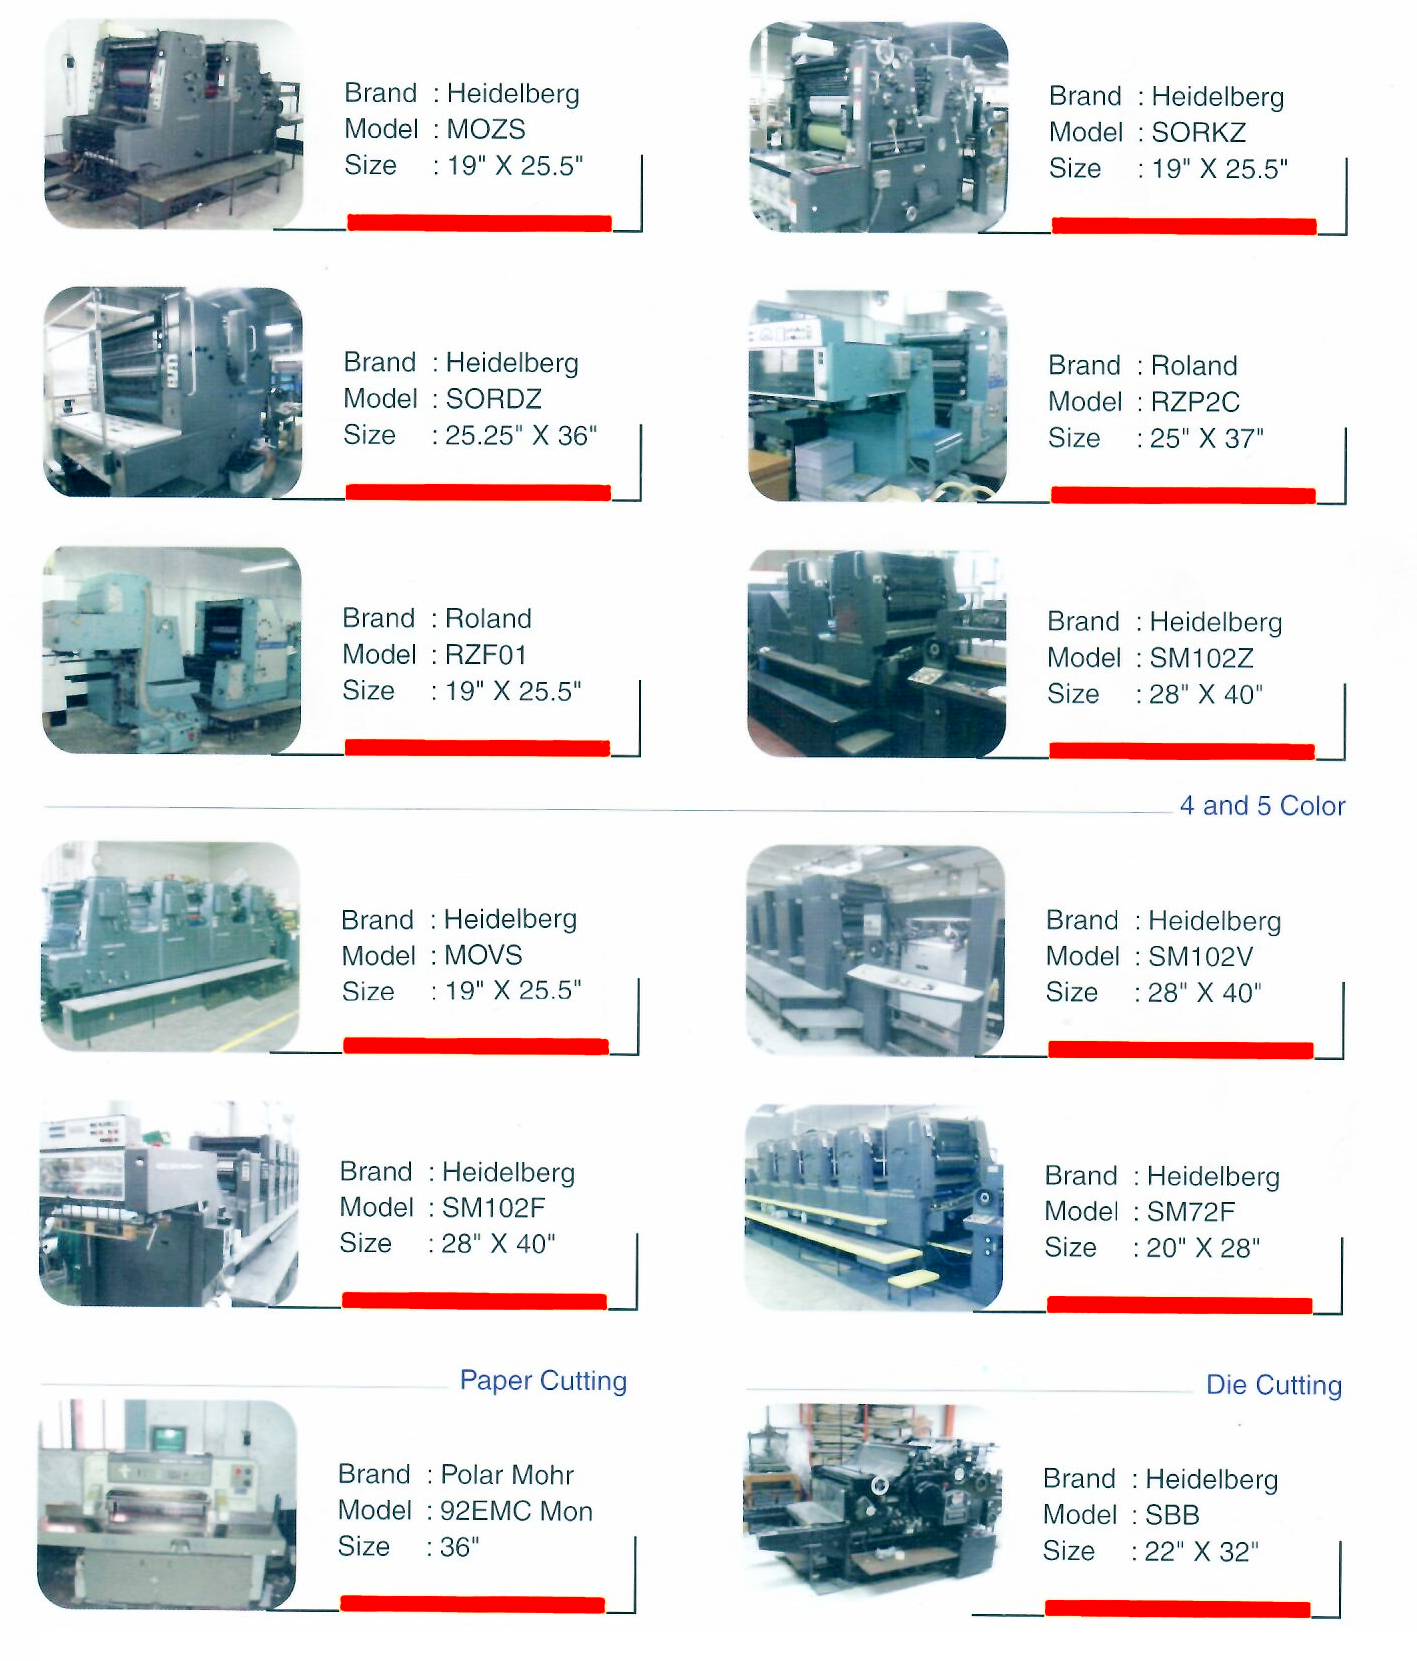 Brand : Heidelberg
Model : MOZS
Size : 19" X 25.5"
Brand : Heidelberg
Model : SORKZ
Size : 19" X 25.5"
Brand : Heidelberg
Model : SORDZ
Size : 25.25" X 36"
Brand : Roland
Model : RZP2C
Size : 25" X 37"
Brand : Roland
Model : RZF01
Size : 19" X 25.5"
Brand : Heidelberg
Model : SM102Z
Size : 28" X 40"
4 and 5 Color
Brand : Heidelberg
Model : MOVS
Size : 19" X 25.5"
Brand : Heidelberg
Model : SM102V
Size : 28" X 40"
Brand : Heidelberg
Model : SM102F
Size : 28" X 40"
Brand : Heidelberg
Model : SM72F
Size : 20" X 28"
Paper Cutting
Brand : Polar Mohr
Model : 92EMC Mon
Size : 36"
Die Cutting
Brand : Heidelberg
Model : SBB
Size : 22" X 32"